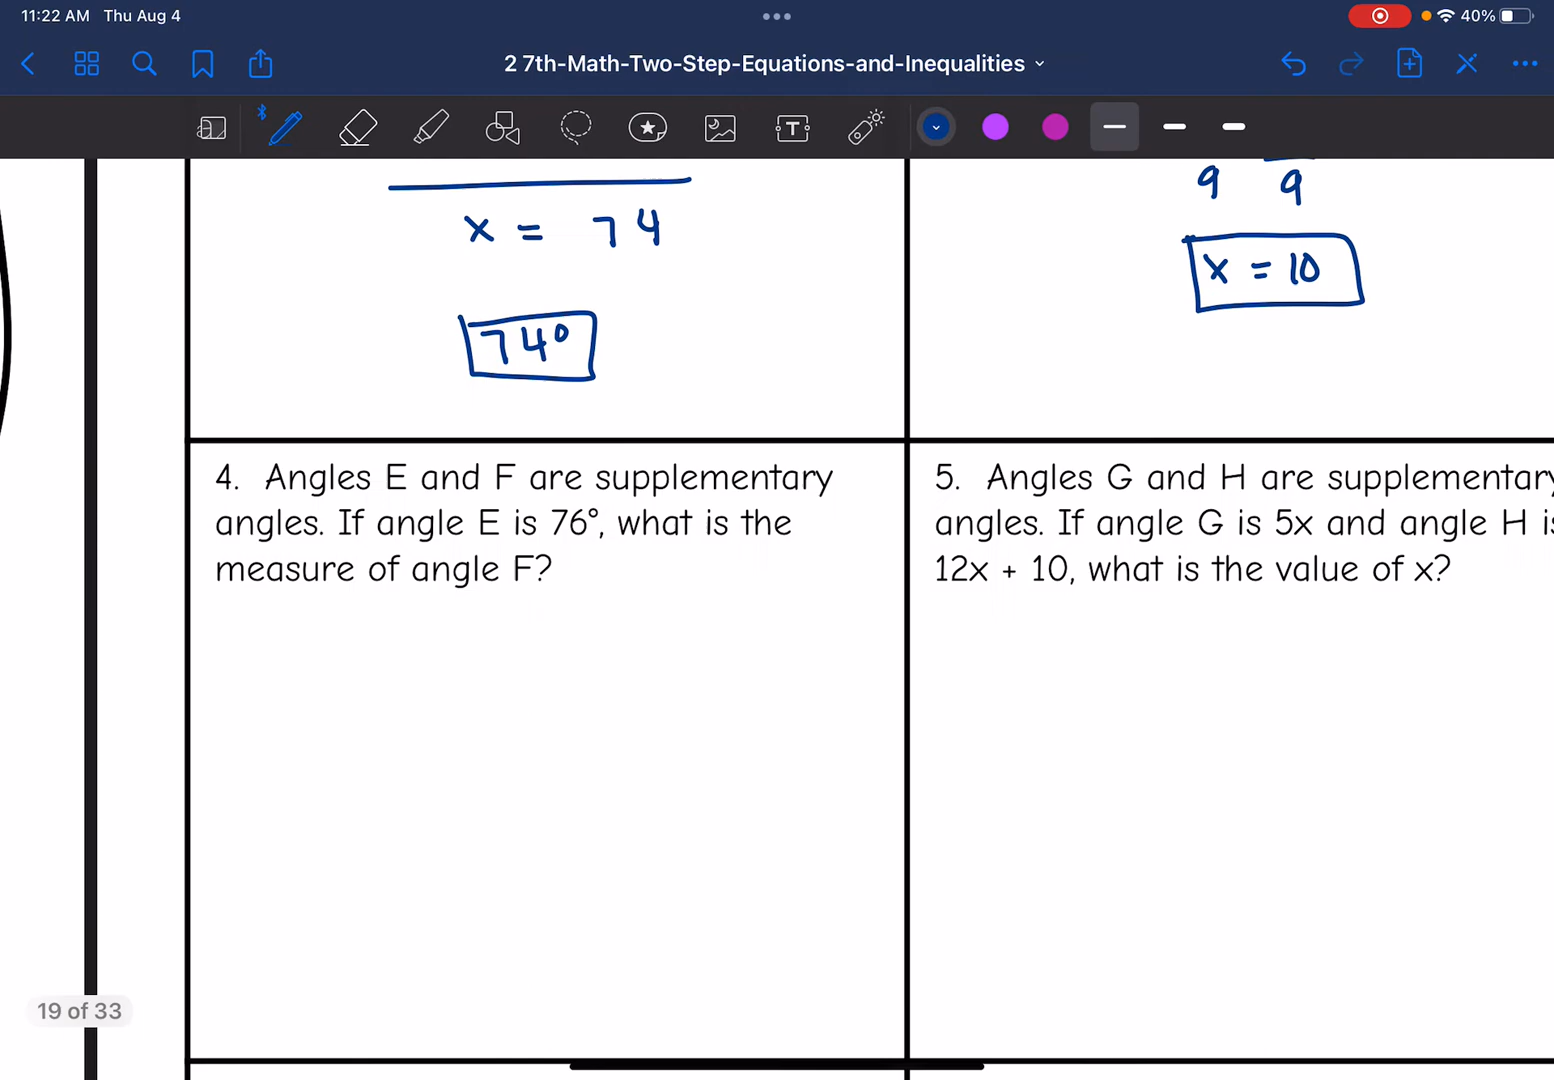 11:22 AM Thu Aug 4
40%
2 7th-Math-Two-Step-Equations-and-Inequalities
T
x = 74
74°
9 9
x = 10
4. Angles E and F are supplementary
angles. If angle E is 76°, what is the
measure of angle F?
5. Angles G and H are supplementary
angles. If angle G is 5x and angle H is
12x + 10, what is the value of x?
19 of 33